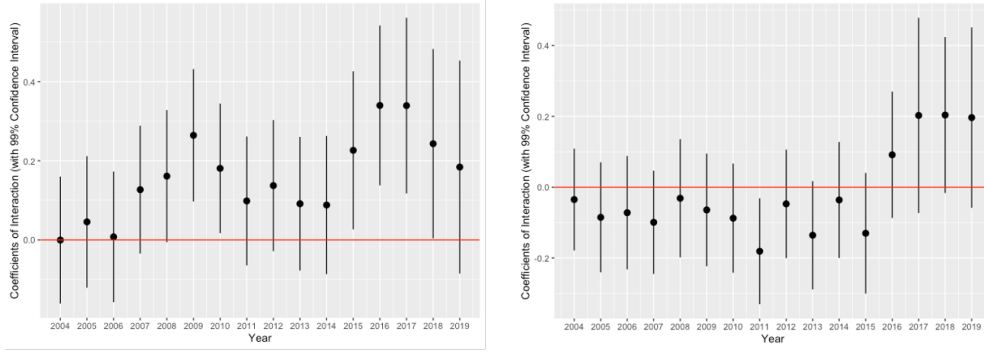 Coefficients of Interaction (with 99% Confidence Interval)
0.4
0.2
0.0
2004 2005 2006 2007 2008 2009 2010 2011 2012 2013 2014 2015 2016 2017 2018 2019
Year
Coefficients of Interaction (with 99% Confidence Interval)
0.4
0.2
0.0
-0.2
2004 2005 2006 2007 2008 2009 2010 2011 2012 2013 2014 2015 2016 2017 2018 2019
Year